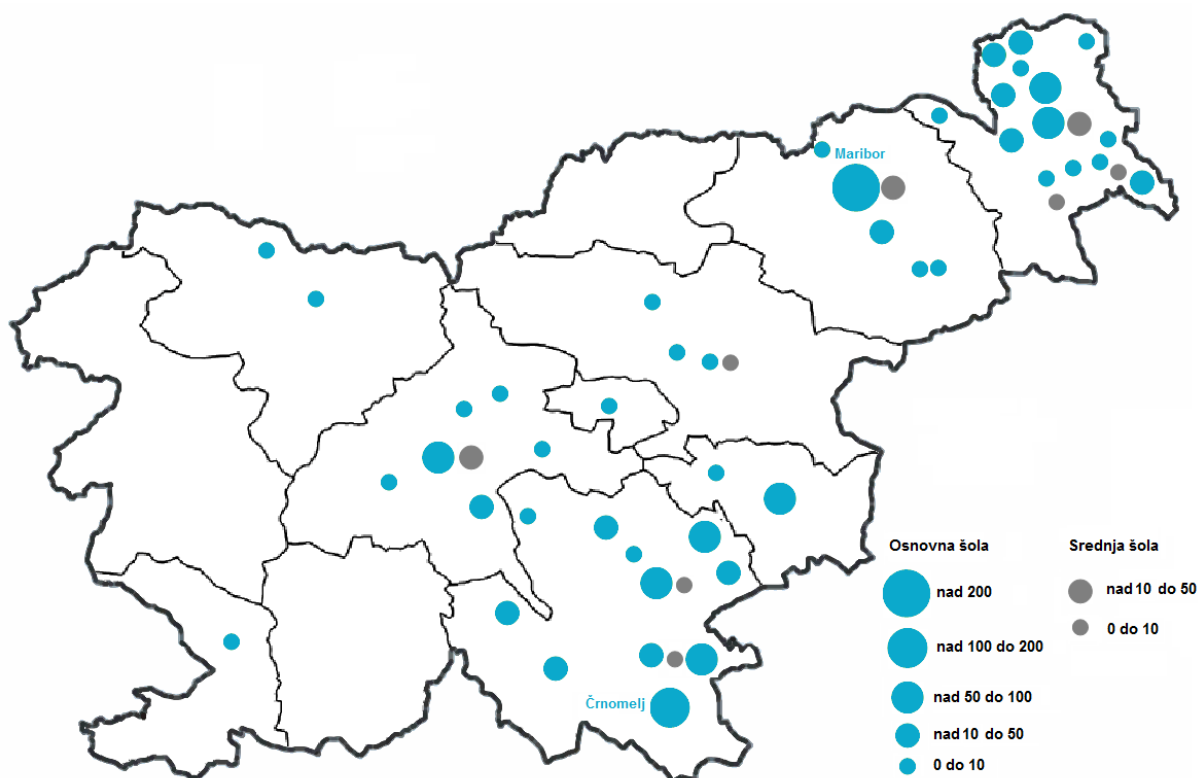 Maribor
Črnomelj
Osnovna šola
nad 200
nad 100 do 200
nad 50 do 100
nad 10 do 50
0 do 10
Srednja šola
nad 10 do 50
0 do 10